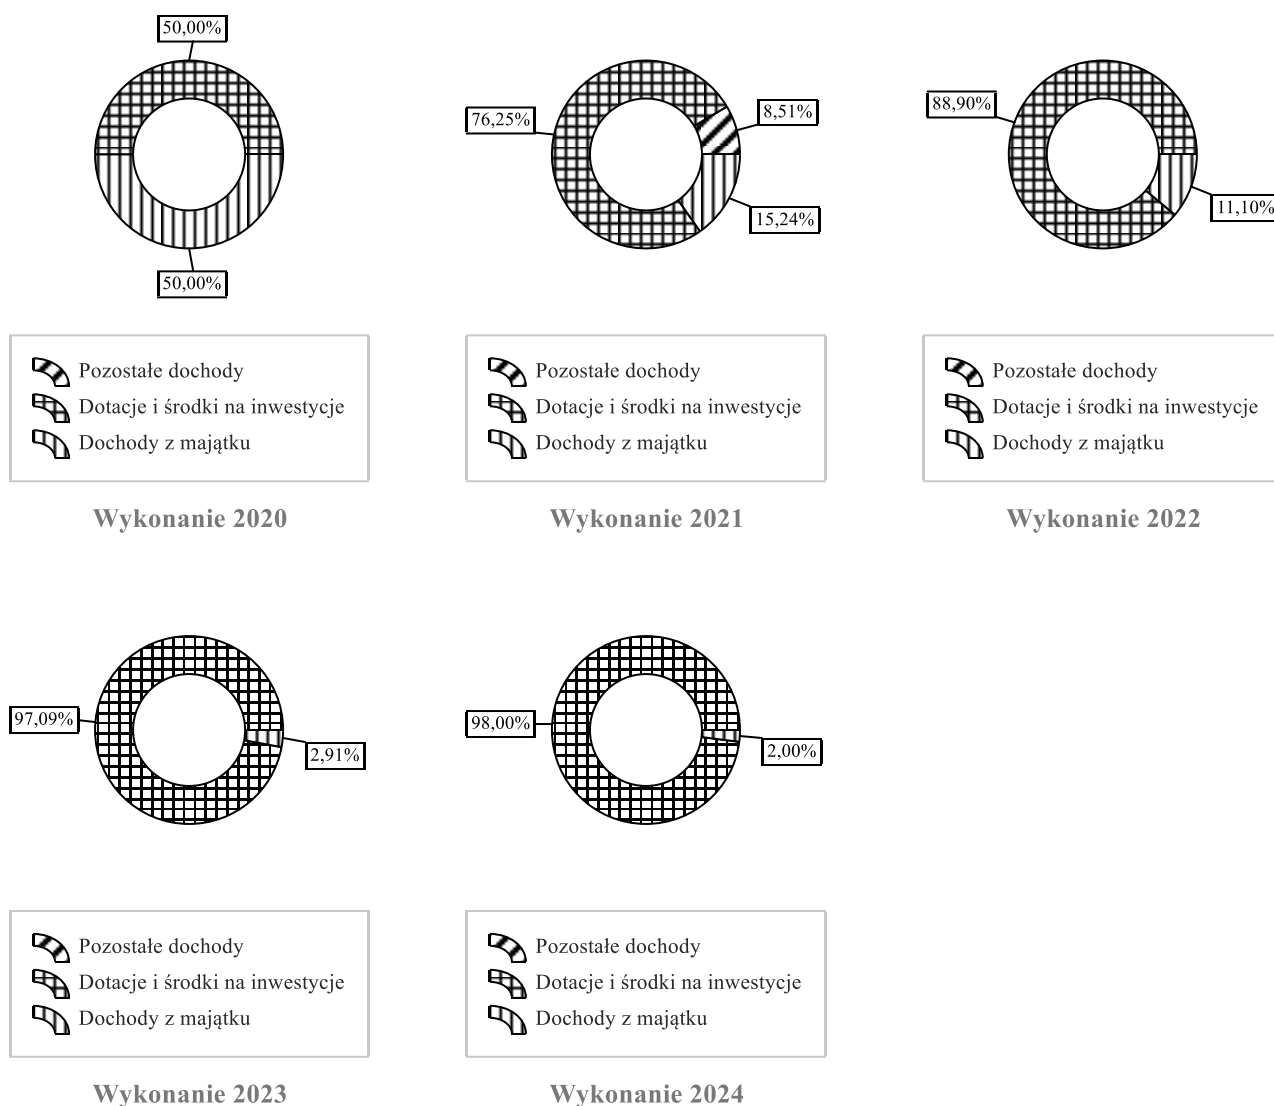 50,00%
50,00%
Pozostałe dochody
Dotacje i środki na inwestycje
Dochody z majątku
Wykonanie 2020
76,25%
8,51%
15,24%
Pozostałe dochody
Dotacje i środki na inwestycje
Dochody z majątku
Wykonanie 2021
88,90%
11,10%
Pozostałe dochody
Dotacje i środki na inwestycje
Dochody z majątku
Wykonanie 2022
97,09%
2,91%
Pozostałe dochody
Dotacje i środki na inwestycje
Dochody z majątku
Wykonanie 2023
98,00%
2,00%
Pozostałe dochody
Dotacje i środki na inwestycje
Dochody z majątku
Wykonanie 2024